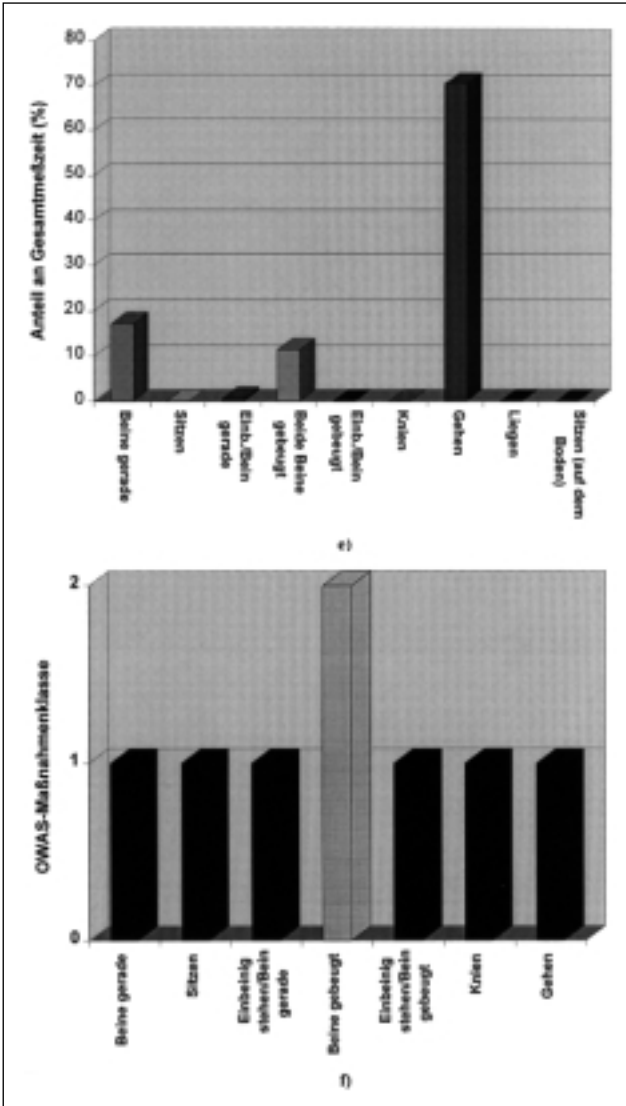 Anteil an Gesamtmeßzeit (%)
80
70
60
50
40
30
20
10
0
Beine gerade
Sitzen
Einb./Bein
gerade
Beide Beine
gebeugt
Einb./Bein
gebeugt
Knien
Gehen
Liegen
Sitzen (auf dem
Boden)
e)
OWAS-Maßnahmenklasse
2
1
0
Beine gerade
Sitzen
Einbeinig
stehen/Bein
gerade
Beine gebeugt
Einbeinig
stehen/Bein
gebeugt
Knien
Gehen
f)